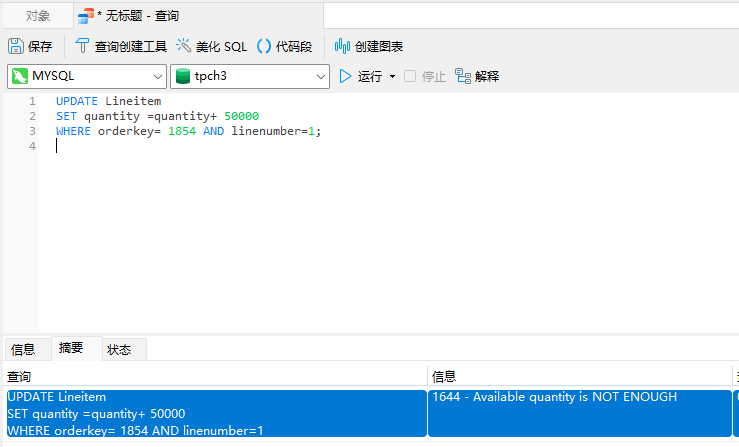 对象
* 无标题 - 查询
保存 查询创建工具 美化 SQL 代码段 创建图表
MYSQL tpch3 运行 停止 解释
1 UPDATE Lineitem
2 SET quantity =quantity+ 50000
3 WHERE orderkey= 1854 AND linenumber=1;
4
信息 摘要 状态
查询 信息
UPDATE Lineitem 1644 - Available quantity is NOT ENOUGH
SET quantity =quantity+ 50000
WHERE orderkey= 1854 AND linenumber=1